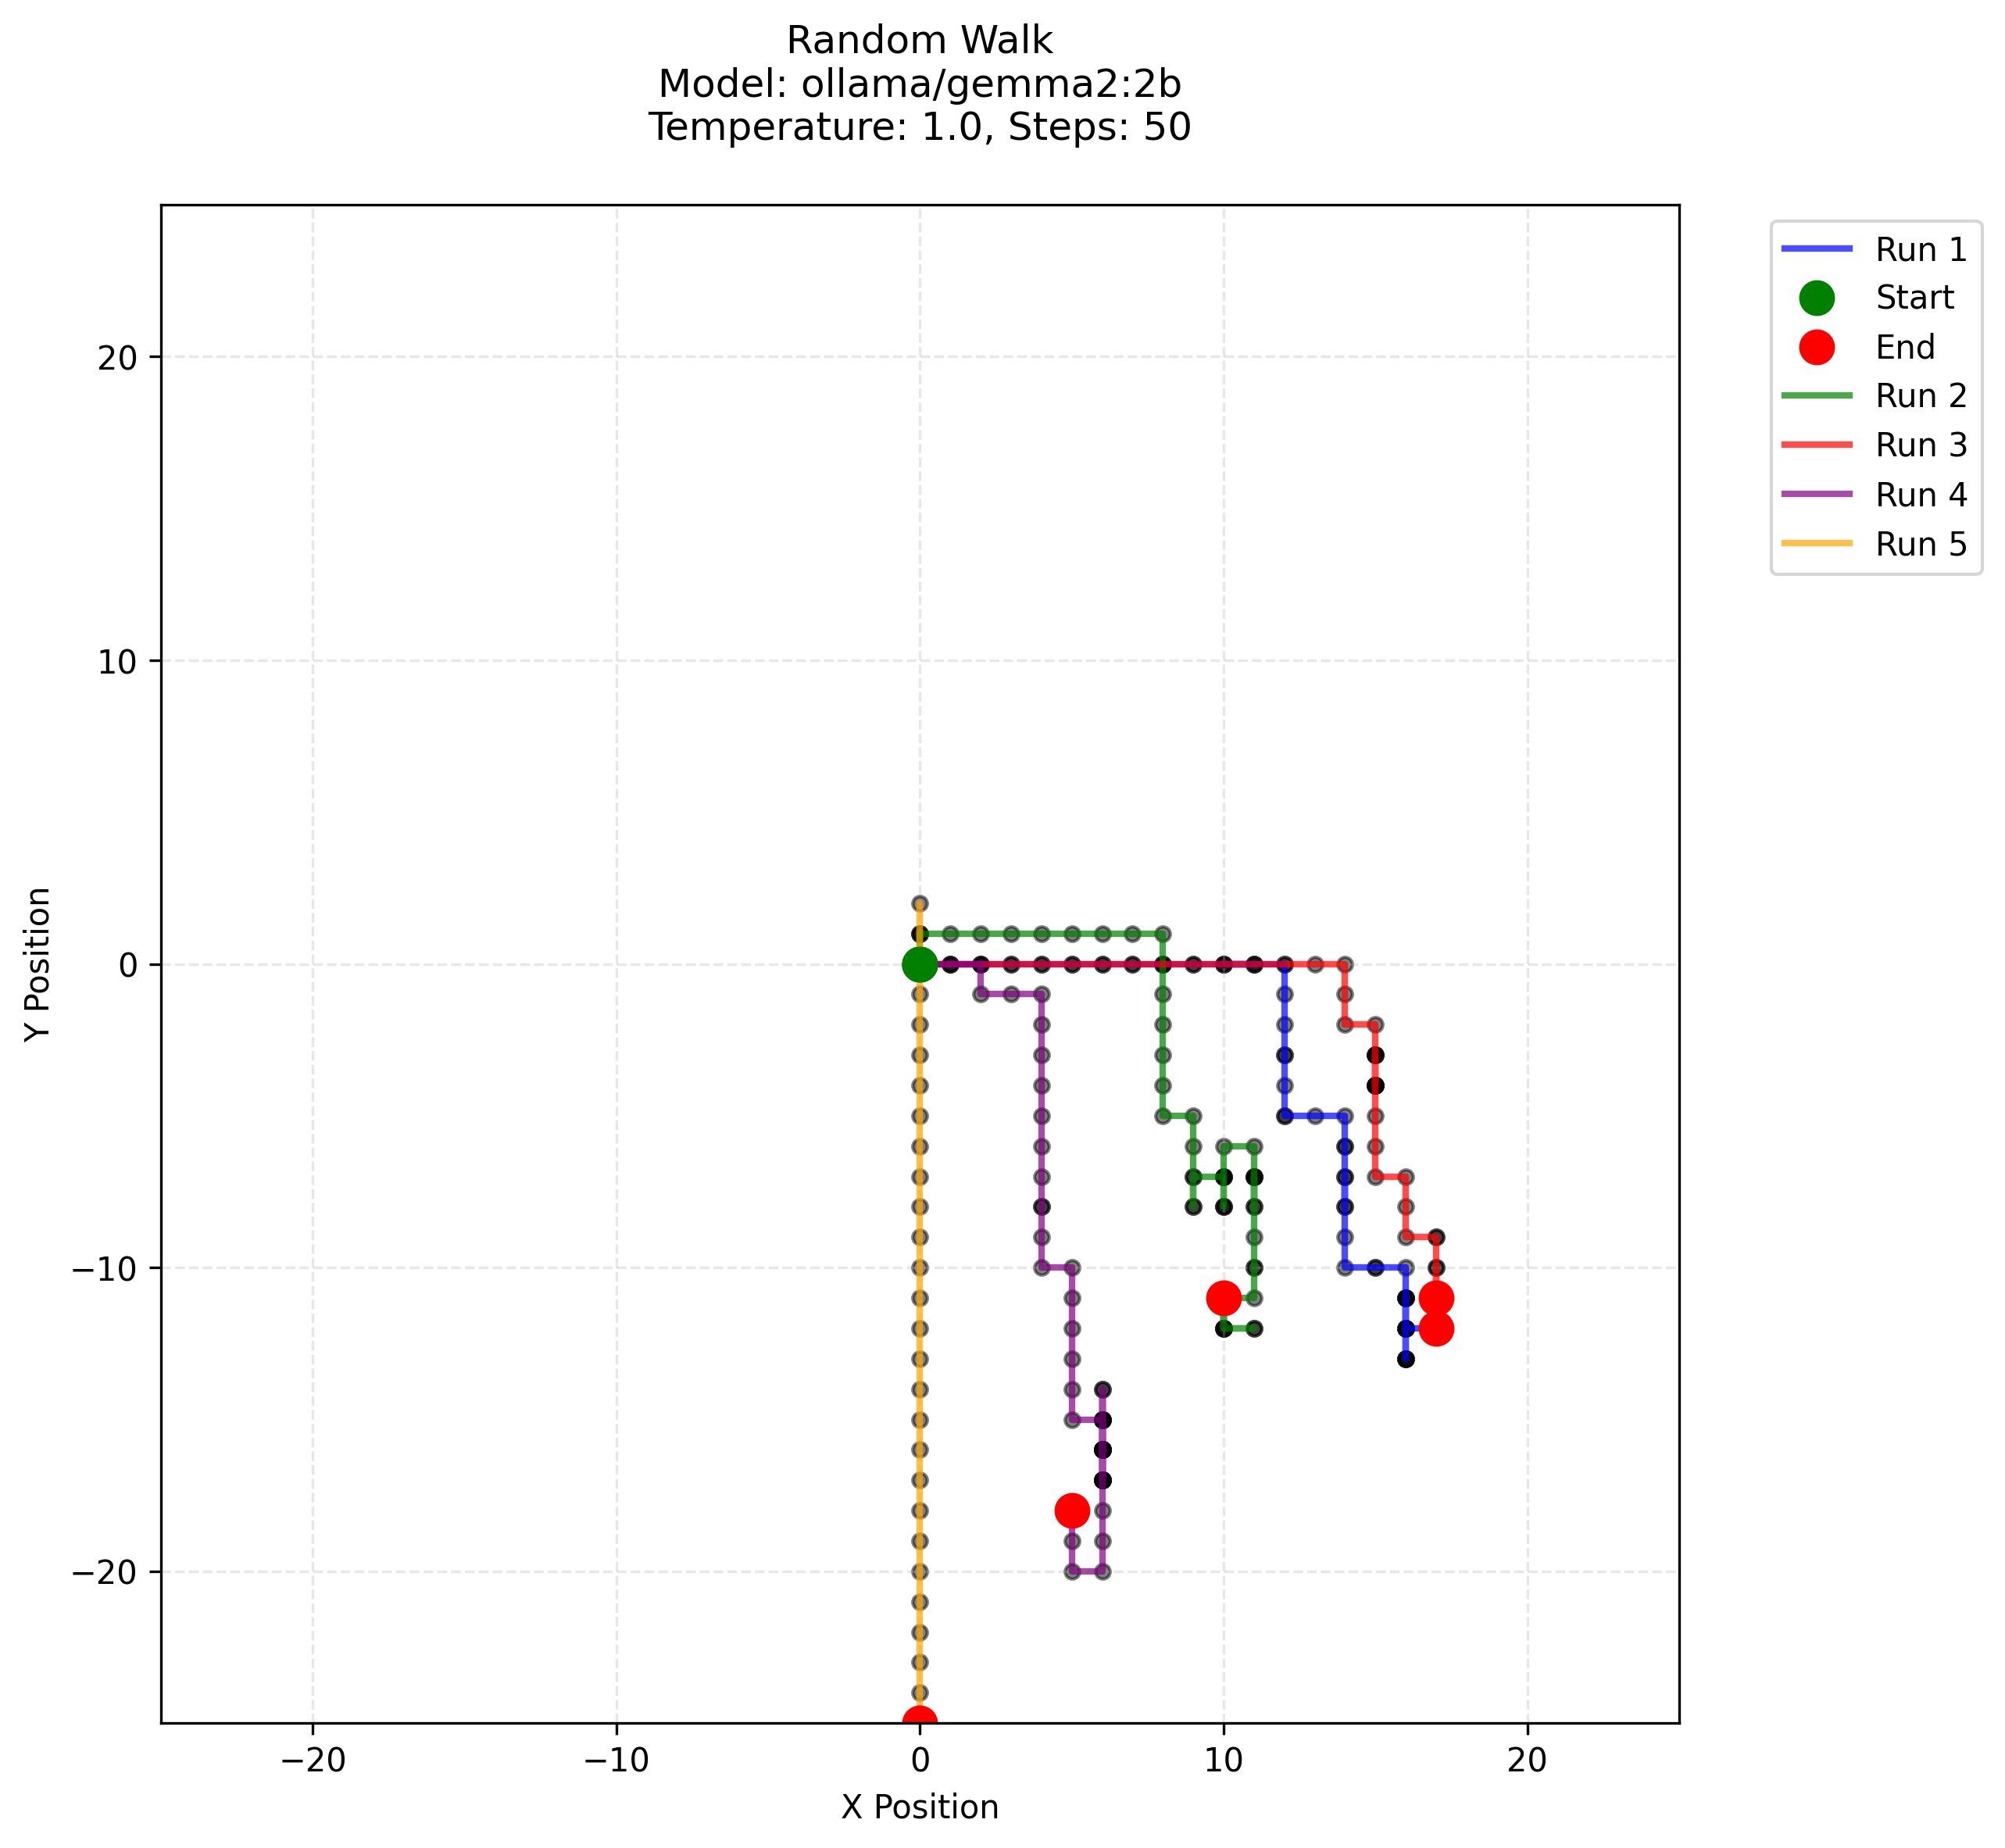 Random Walk
Model: ollama/gemma2:2b
Temperature: 1.0, Steps: 50
Run 1
Start
End
Run 2
Run 3
Run 4
Run 5
Y Position
20
10
0
−10
−20
−20
−10
0
10
20
X Position